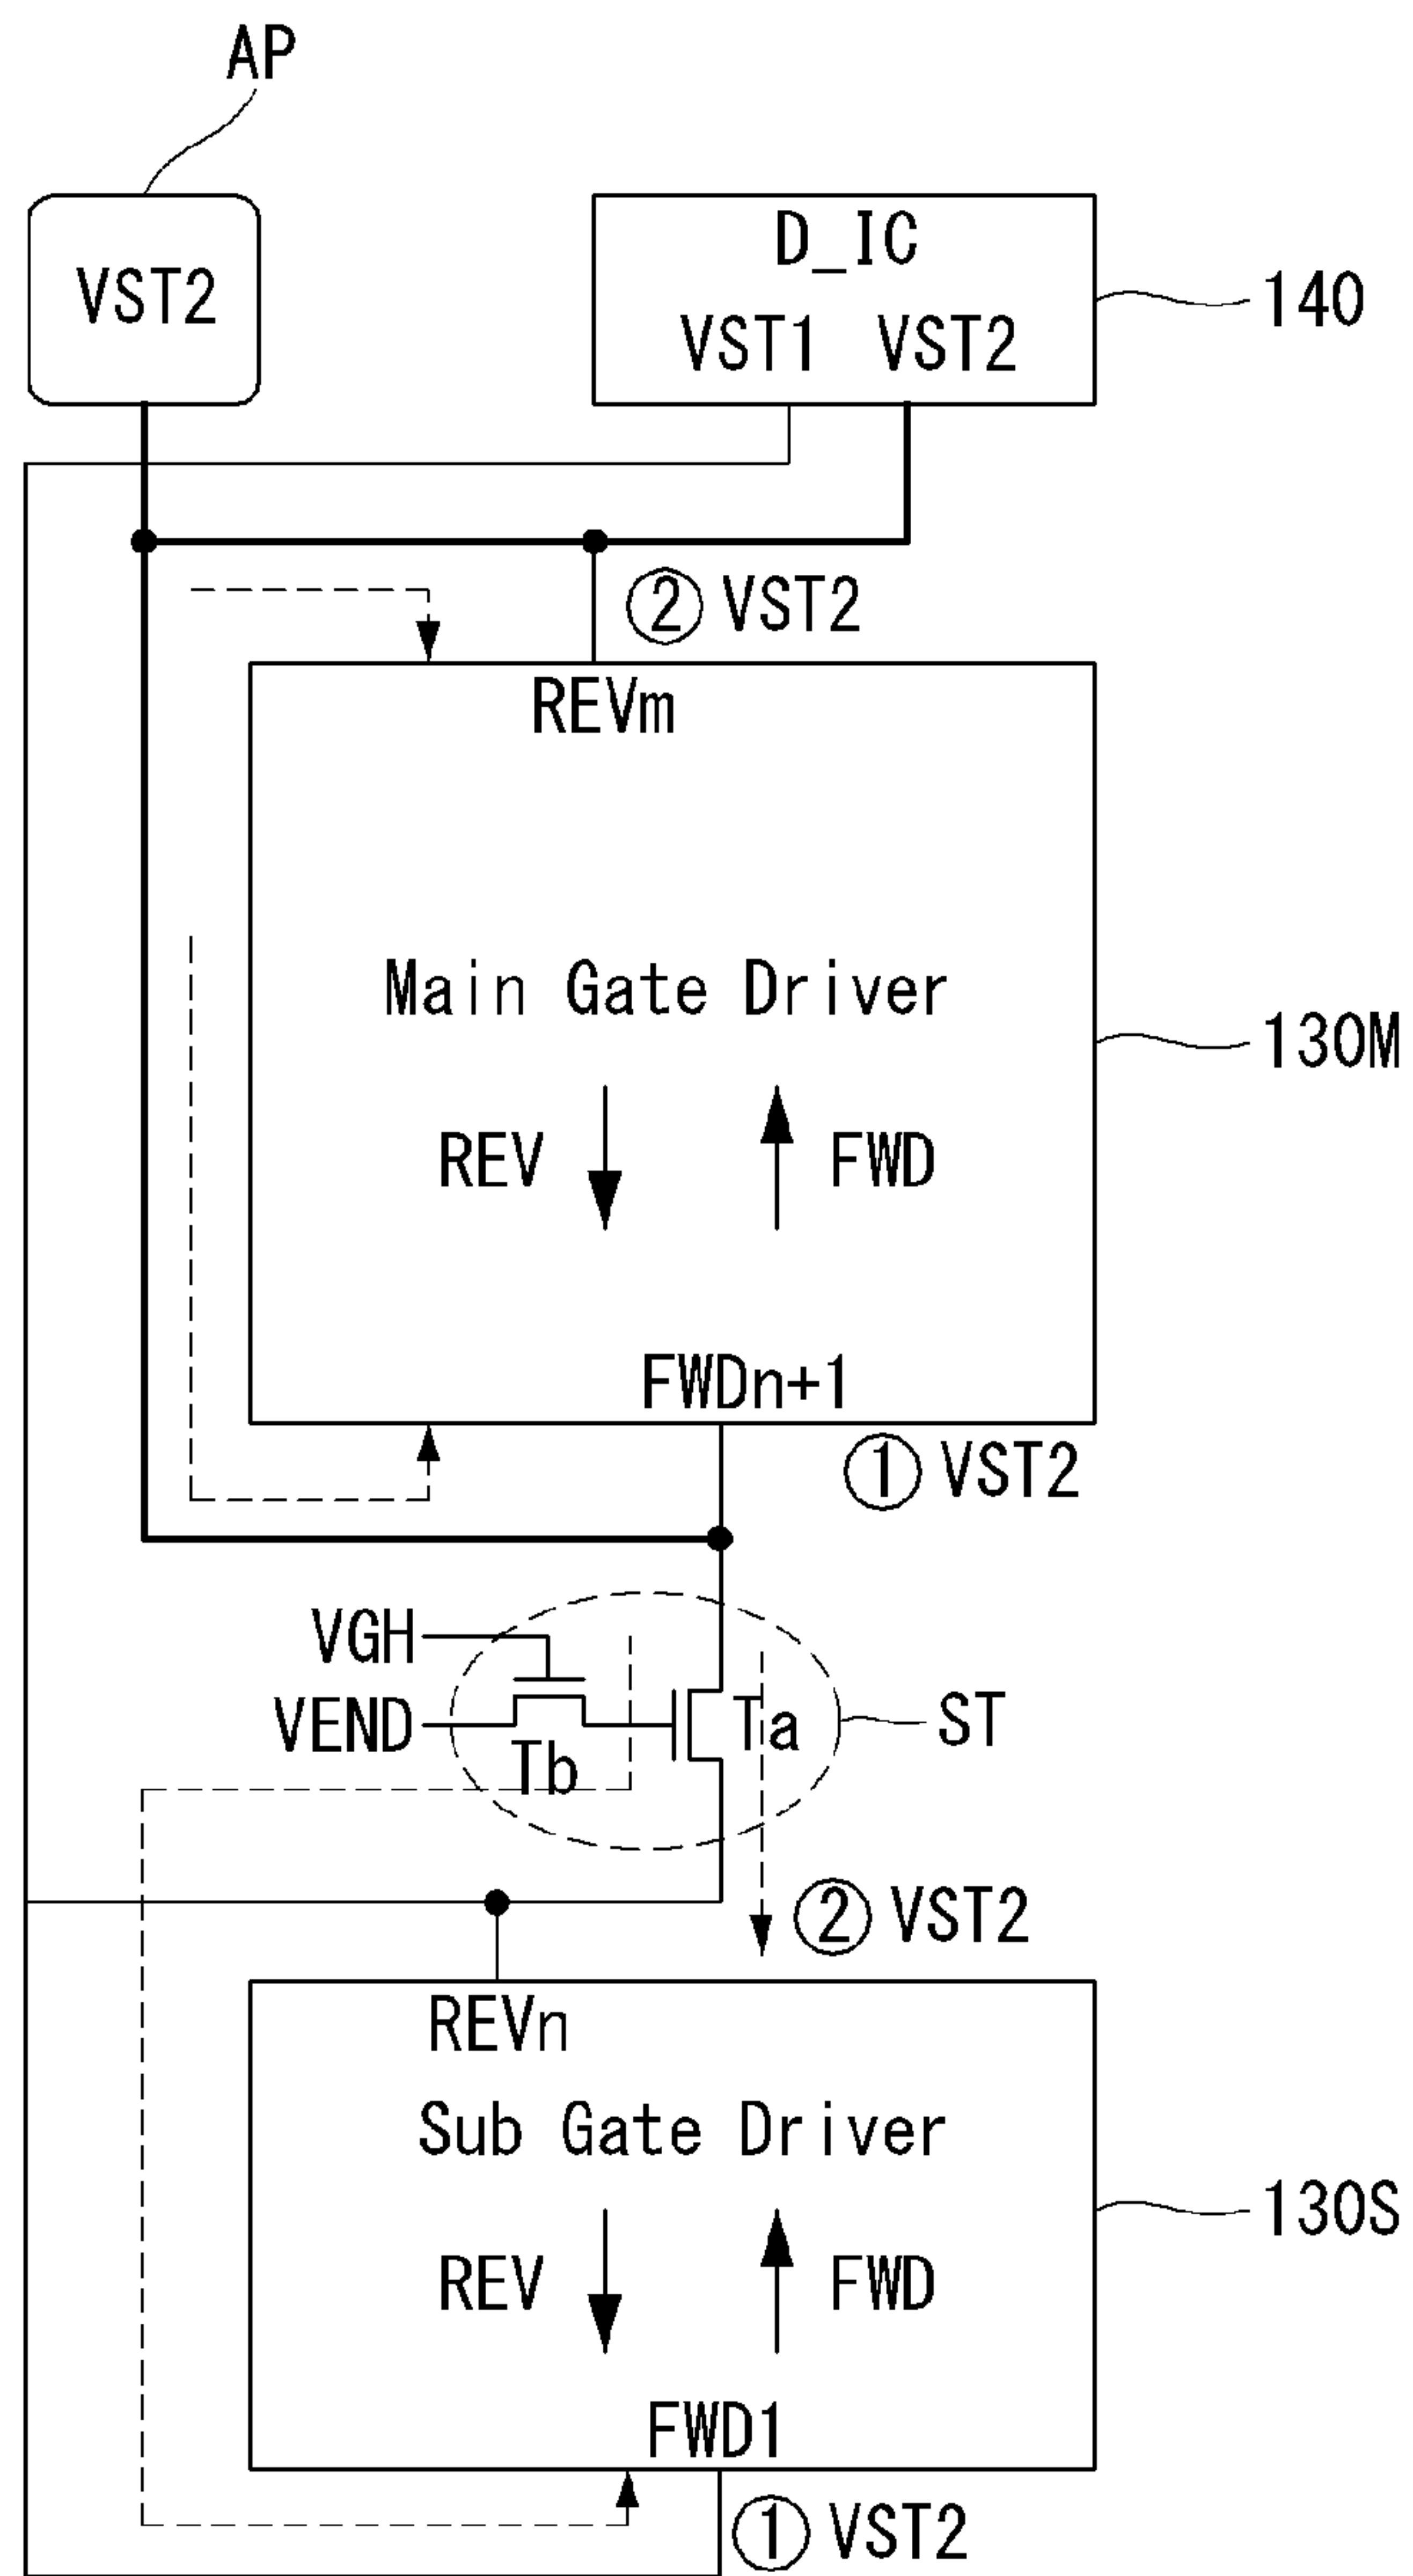 AP
VST2
D_IC
VST1 VST2
140
② VST2
REVm
Main Gate Driver
130M
REV FWD
FWDn+1
① VST2
VGH
VEND
Tb
Ta
ST
② VST2
REVn
Sub Gate Driver
130S
REV FWD
FWD1
① VST2